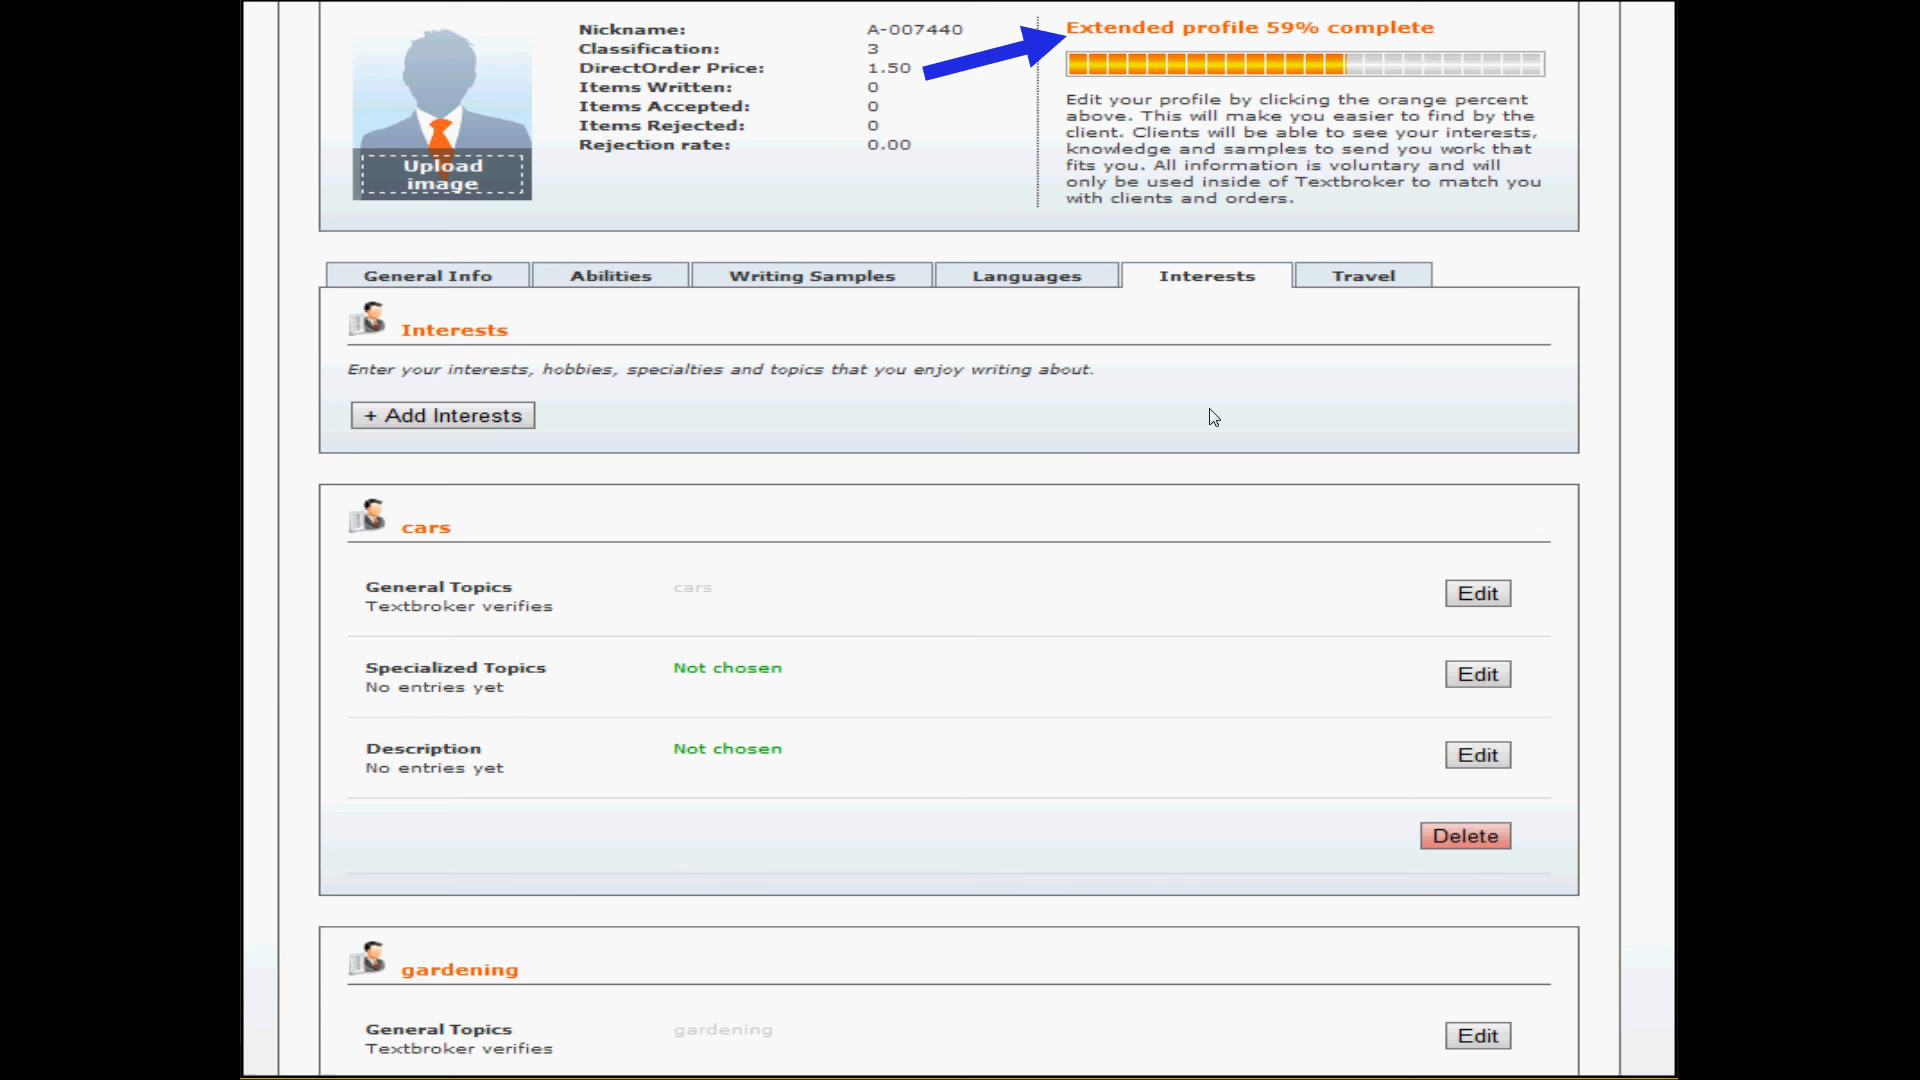 Nickname: A-007440
Classification: 3
DirectOrder Price: 1.50
Items Written: 0
Items Accepted: 0
Items Rejected: 0
Rejection rate: 0.00
Upload
image
Extended profile 59% complete
Edit your profile by clicking the orange percent
above. This will make you easier to find by the
client. Clients will be able to see your interests,
knowledge and samples to send you work that
fits you. All information is voluntary and will
only be used inside of Textbroker to match you
with clients and orders.
General Info Abilities Writing Samples Languages Interests Travel
Interests
Enter your interests, hobbies, specialties and topics that you enjoy writing about.
+ Add Interests
cars
General Topics cars Edit
Textbroker verifies
Specialized Topics Not chosen Edit
No entries yet
Description Not chosen Edit
No entries yet
Delete
gardening
General Topics gardening Edit
Textbroker verifies